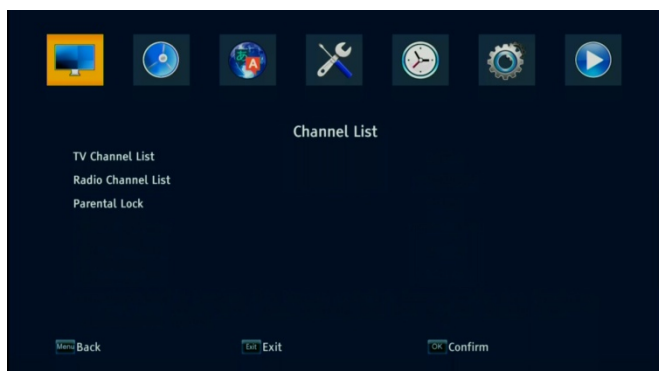 Channel List
TV Channel List
Radio Channel List
Parental Lock
Menu Back
Exit Exit
OK Confirm